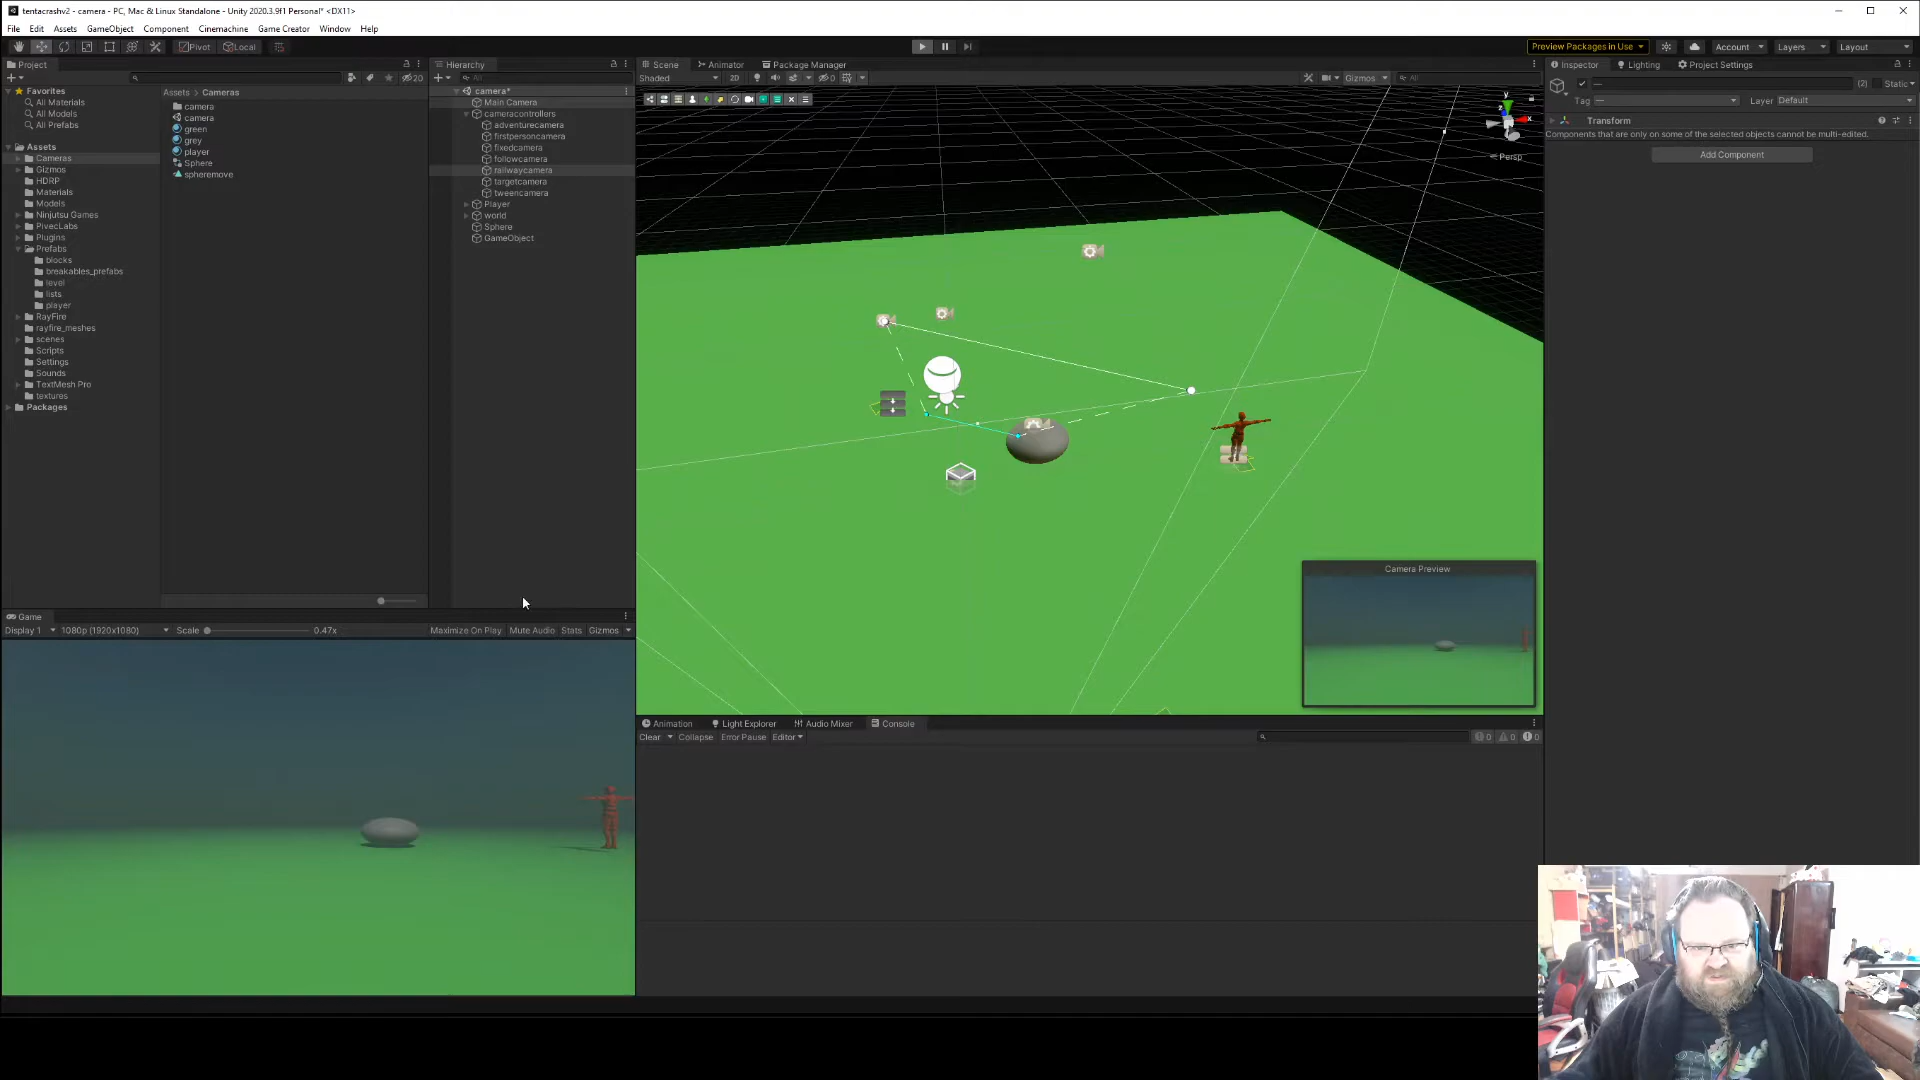 tentacrashv2 - camera - PC, Mac & Linux Standalone - Unity 2020.3.9f1 Personal* <DX11>
File Edit Assets GameObject Component Cinemachine Game Creator Window Help
Pivot Local
Preview Packages in Use Account Layers Layout
Project
20
Favorites
All Materials
All Models
All Prefabs
Assets
Cameras
Gizmos
HDRP
Materials
Models
Ninjutsu Games
PivecLabs
Plugins
Prefabs
blocks
breakables_prefabs
level
lists
player
RayFire
rayfire_meshes
scenes
Scripts
Settings
Sounds
TextMesh Pro
textures
Packages
Assets > Cameras
camera
camera
green
grey
player
Sphere
spheremove
Hierarchy
All
camera*
Main Camera
cameracontrollers
adventurecamera
firstpersoncamera
fixedcamera
followcamera
railwaycamera
targetcamera
tweencamera
Player
world
Sphere
GameObject
Scene Animator Package Manager
Shaded 2D 0 Gizmos All
y
x
Persp
Camera Preview
Inspector Lighting Project Settings
— Static
Tag — Layer Default
Transform
Components that are only on some of the selected objects cannot be multi-edited.
Add Component
Game
Display 1 1080p (1920x1080) Scale 0.47x Maximize On Play Mute Audio Stats Gizmos
Animation Light Explorer Audio Mixer Console
Clear Collapse Error Pause Editor 0 0 0